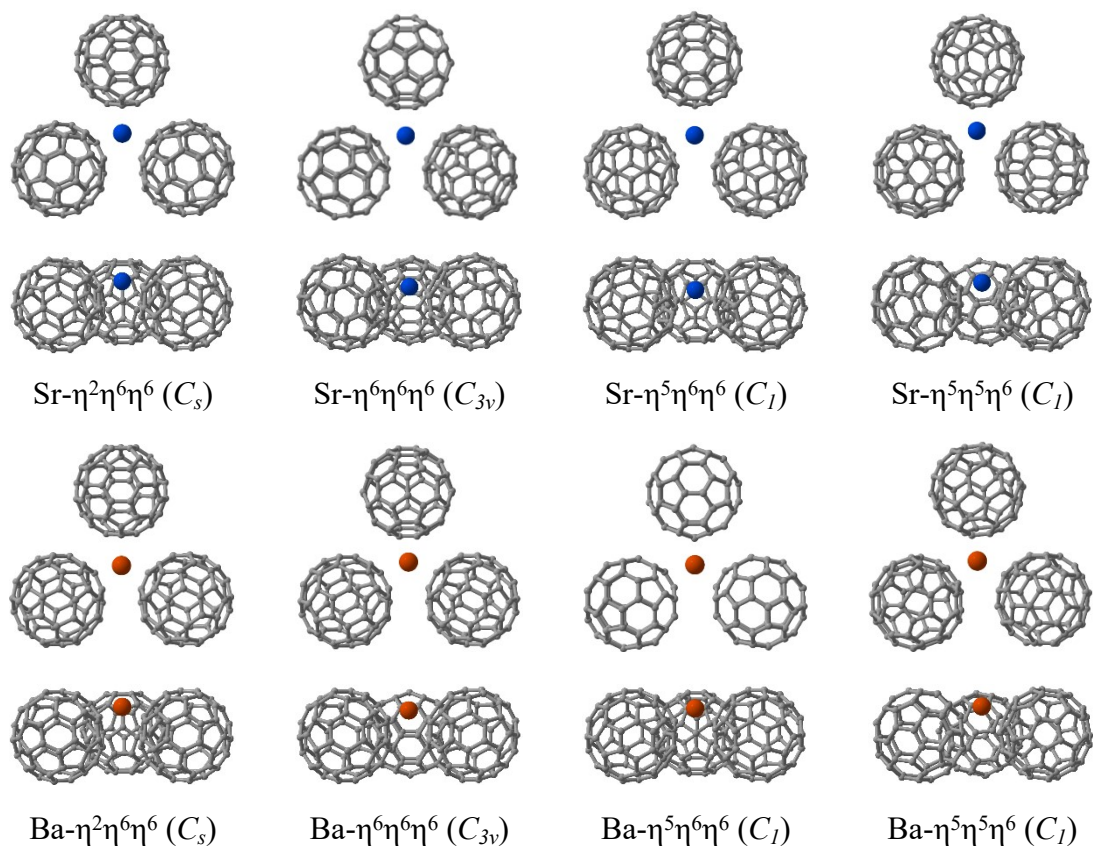 Sr-η²η⁶η⁶ (Cₛ)
Sr-η⁶η⁶η⁶ (C₃ᵥ)
Sr-η⁵η⁶η⁶ (C₁)
Sr-η⁵η⁵η⁶ (C₁)
Ba-η²η⁶η⁶ (Cₛ)
Ba-η⁶η⁶η⁶ (C₃ᵥ)
Ba-η⁵η⁶η⁶ (C₁)
Ba-η⁵η⁵η⁶ (C₁)